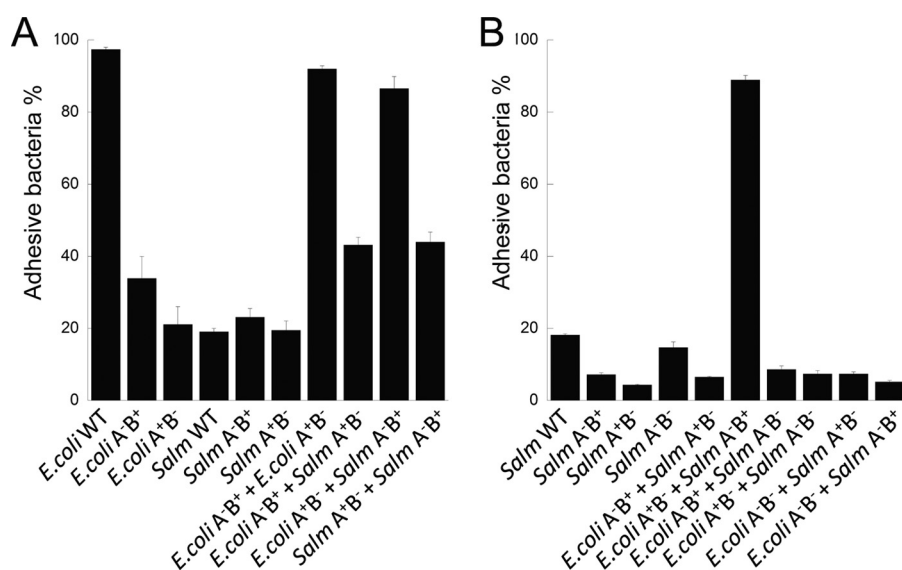 A
Adhesive bacteria %
100
80
60
40
20
0
E.coli WT
E.coli A⁻B⁺
E.coli A⁺B⁻
Salm WT
Salm A⁻B⁺
Salm A⁺B⁻
E.coli A⁻B⁺ + E.coli A⁺B⁻
E.coli A⁻B⁺ + Salm A⁺B⁻
E.coli A⁺B⁻ + Salm A⁻B⁺
Salm A⁺B⁻ + Salm A⁻B⁺
B
Adhesive bacteria %
100
80
60
40
20
0
Salm WT
Salm A⁻B⁺
Salm A⁺B⁻
Salm A⁻B⁻
E.coli A⁻B⁺ + Salm A⁺B⁻
E.coli A⁺B⁻ + Salm A⁻B⁺
E.coli A⁻B⁺ + Salm A⁻B⁻
E.coli A⁺B⁻ + Salm A⁻B⁻
E.coli A⁻B⁻ + Salm A⁺B⁻
E.coli A⁻B⁻ + Salm A⁻B⁺